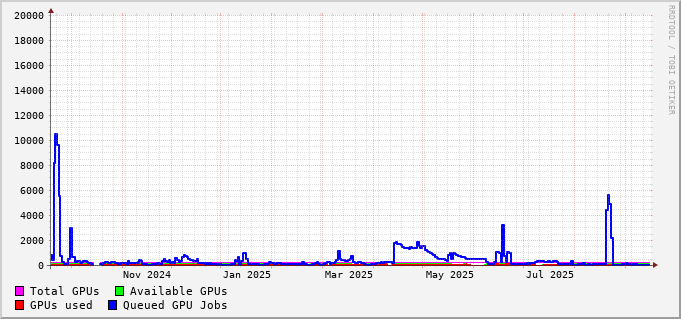 RRDTOOL / TOBI OETIKER
20000
18000
16000
14000
12000
10000
8000
6000
4000
2000
0
Nov 2024 Jan 2025 Mar 2025 May 2025 Jul 2025
Total GPUs Available GPUs
GPUs used Queued GPU Jobs